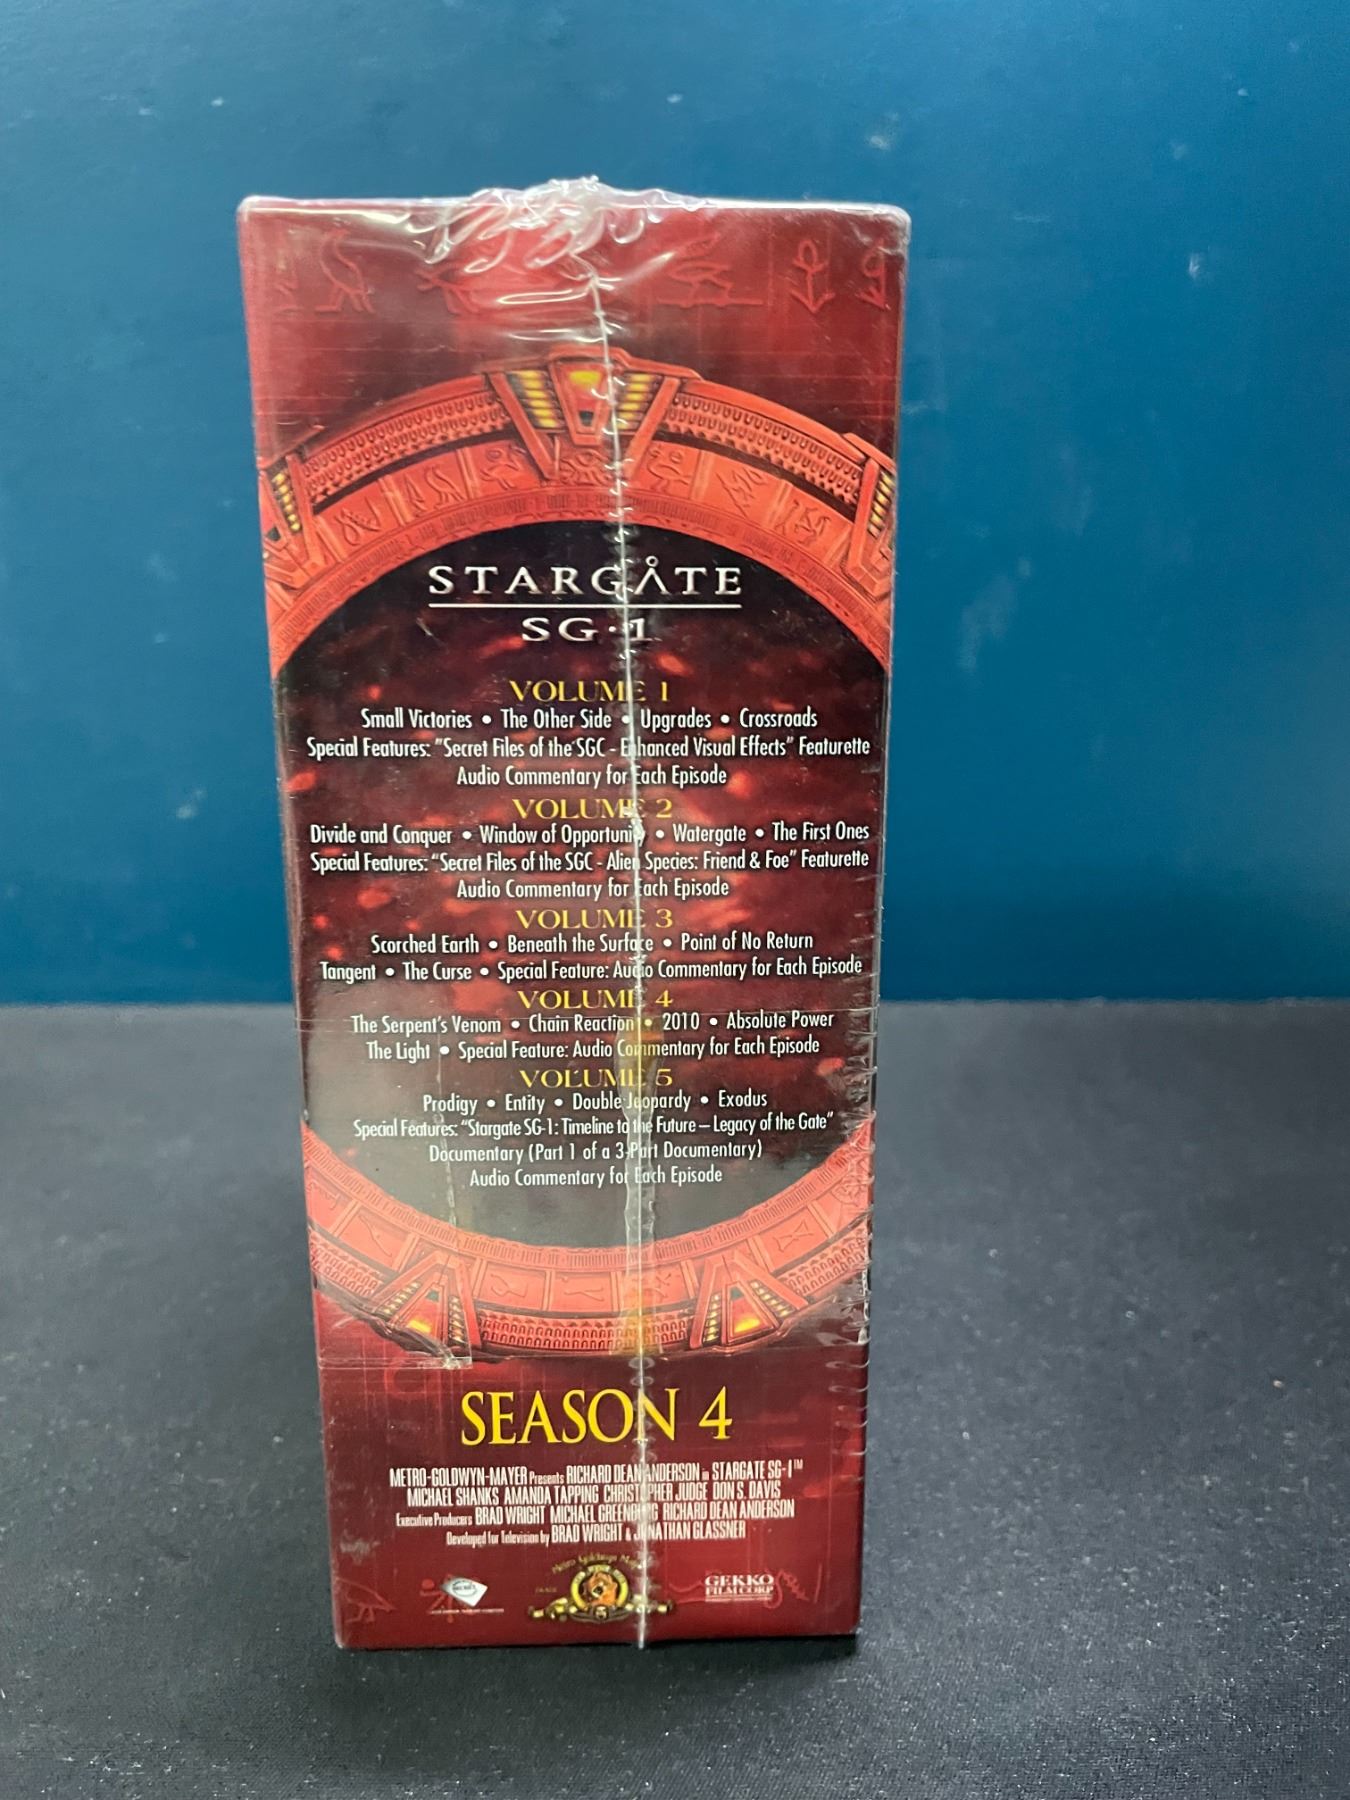 STARGATE
SG·1
VOLUME 1
Small Victories • The Other Side • Upgrades • Crossroads
Special Features: "Secret Files of the SGC - Enhanced Visual Effects" Featurette
Audio Commentary for Each Episode
VOLUME 2
Divide and Conquer • Window of Opportunity • Watergate • The First Ones
Special Features: "Secret Files of the SGC - Alien Species: Friend & Foe" Featurette
Audio Commentary for Each Episode
VOLUME 3
Scorched Earth • Beneath the Surface • Point of No Return
Tangent • The Curse • Special Feature: Audio Commentary for Each Episode
VOLUME 4
The Serpent's Venom • Chain Reaction • 2010 • Absolute Power
The Light • Special Feature: Audio Commentary for Each Episode
VOLUME 5
Prodigy • Entity • Double Jeopardy • Exodus
Special Features: "Stargate SG-1: Timeline to the Future – Legacy of the Gate"
Documentary (Part 1 of a 3-Part Documentary)
Audio Commentary for Each Episode
SEASON 4
METRO-GOLDWYN-MAYER Presents RICHARD DEAN ANDERSON in STARGATE SG-1™
MICHAEL SHANKS AMANDA TAPPING CHRISTOPHER JUDGE DON S. DAVIS
Executive Producers BRAD WRIGHT MICHAEL GREENBURG RICHARD DEAN ANDERSON
Developed for Television by BRAD WRIGHT & JONATHAN GLASSNER
Metro Goldwyn Mayer
GEKKO
FILM CORP